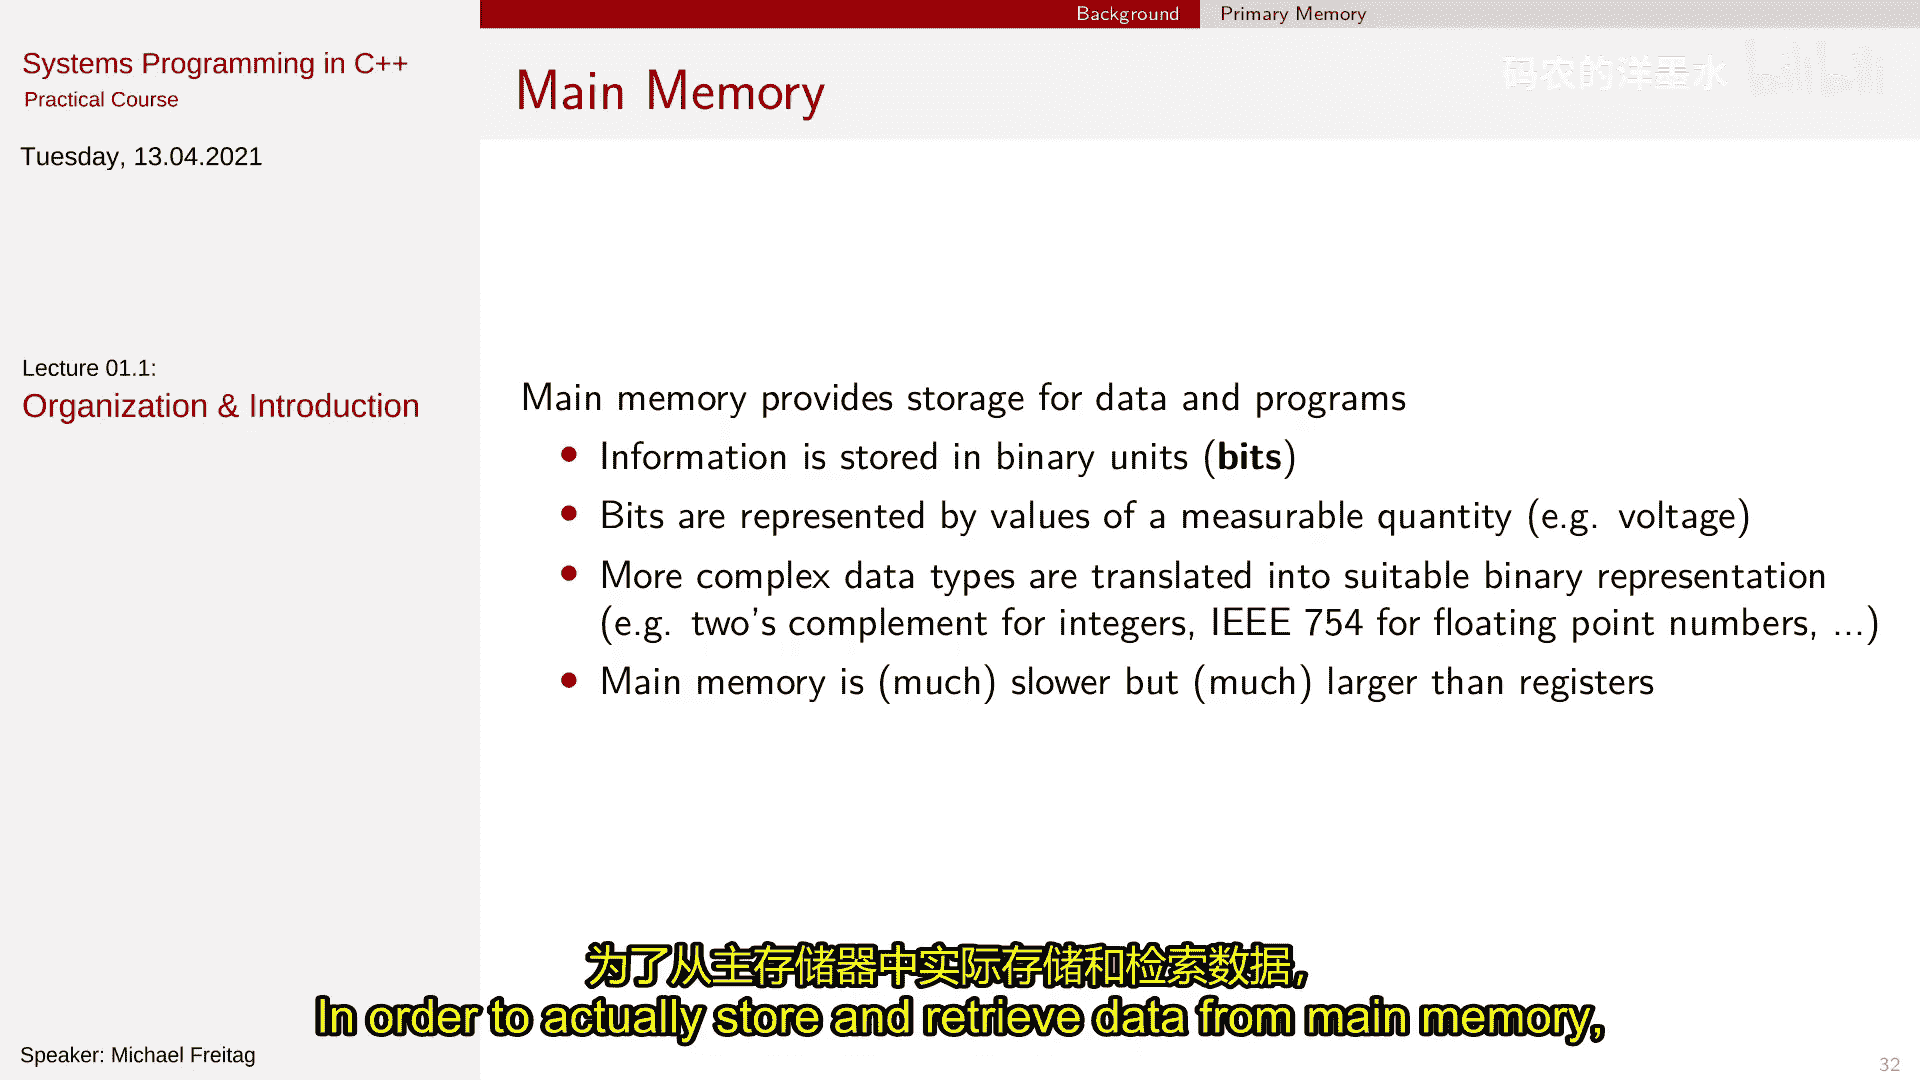 Background
Primary Memory
Systems Programming in C++
Practical Course
Tuesday, 13.04.2021
Lecture 01.1:
Organization & Introduction
Speaker: Michael Freitag
Main Memory
码农的洋墨水
bilibili
Main memory provides storage for data and programs
• Information is stored in binary units (bits)
• Bits are represented by values of a measurable quantity (e.g. voltage)
• More complex data types are translated into suitable binary representation
(e.g. two's complement for integers, IEEE 754 for floating point numbers, ...)
• Main memory is (much) slower but (much) larger than registers
为了从主存储器中实际存储和检索数据,
In order to actually store and retrieve data from main memory,
32